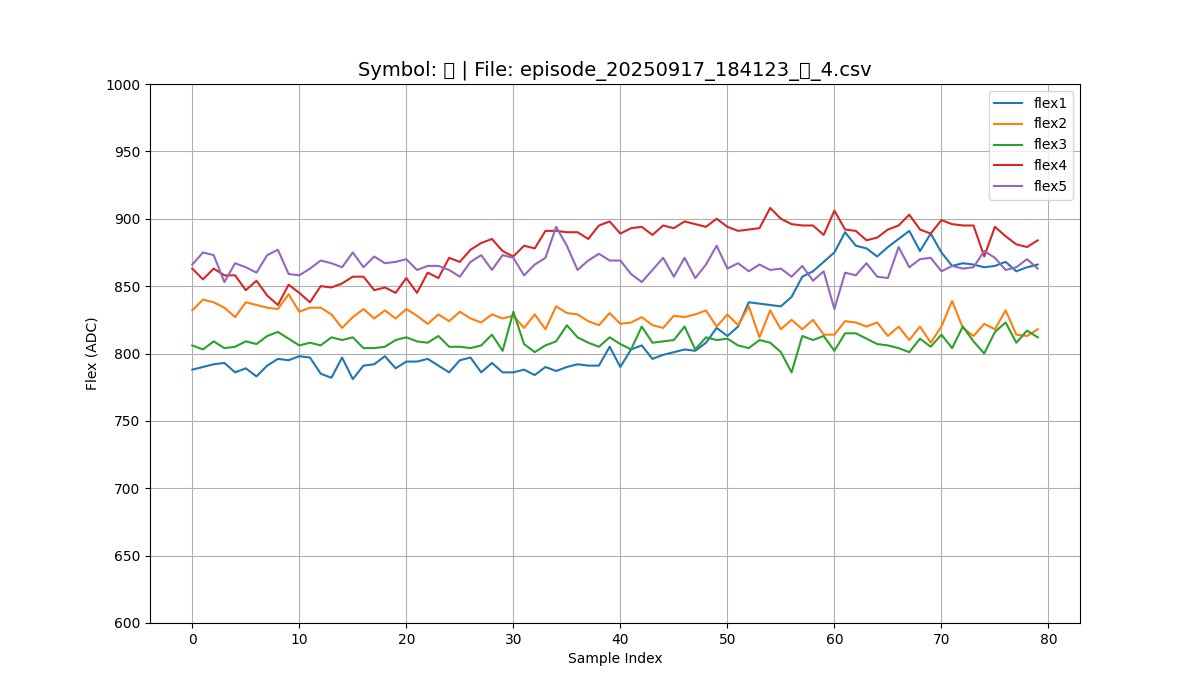 Symbol: | File: episode_20250917_184123_ _4.csv
1000
950
900
850
800
750
700
650
600
Flex (ADC)
0 10 20 30 40 50 60 70 80
Sample Index
flex1
flex2
flex3
flex4
flex5